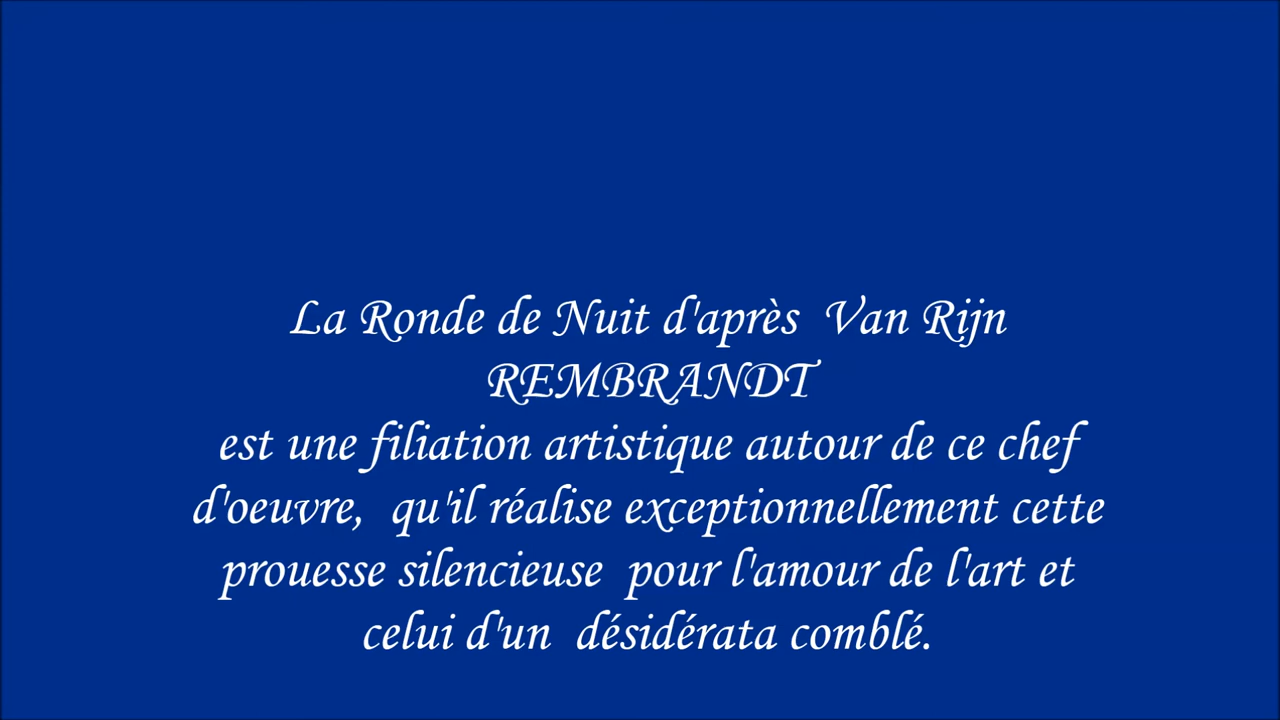 La Ronde de Nuit d'après  Van Rijn
REMBRANDT
est une filiation artistique autour de ce chef
d'oeuvre,  qu'il réalise exceptionnellement cette
prouesse silencieuse  pour l'amour de l'art et
celui d'un  désidérata comblé.